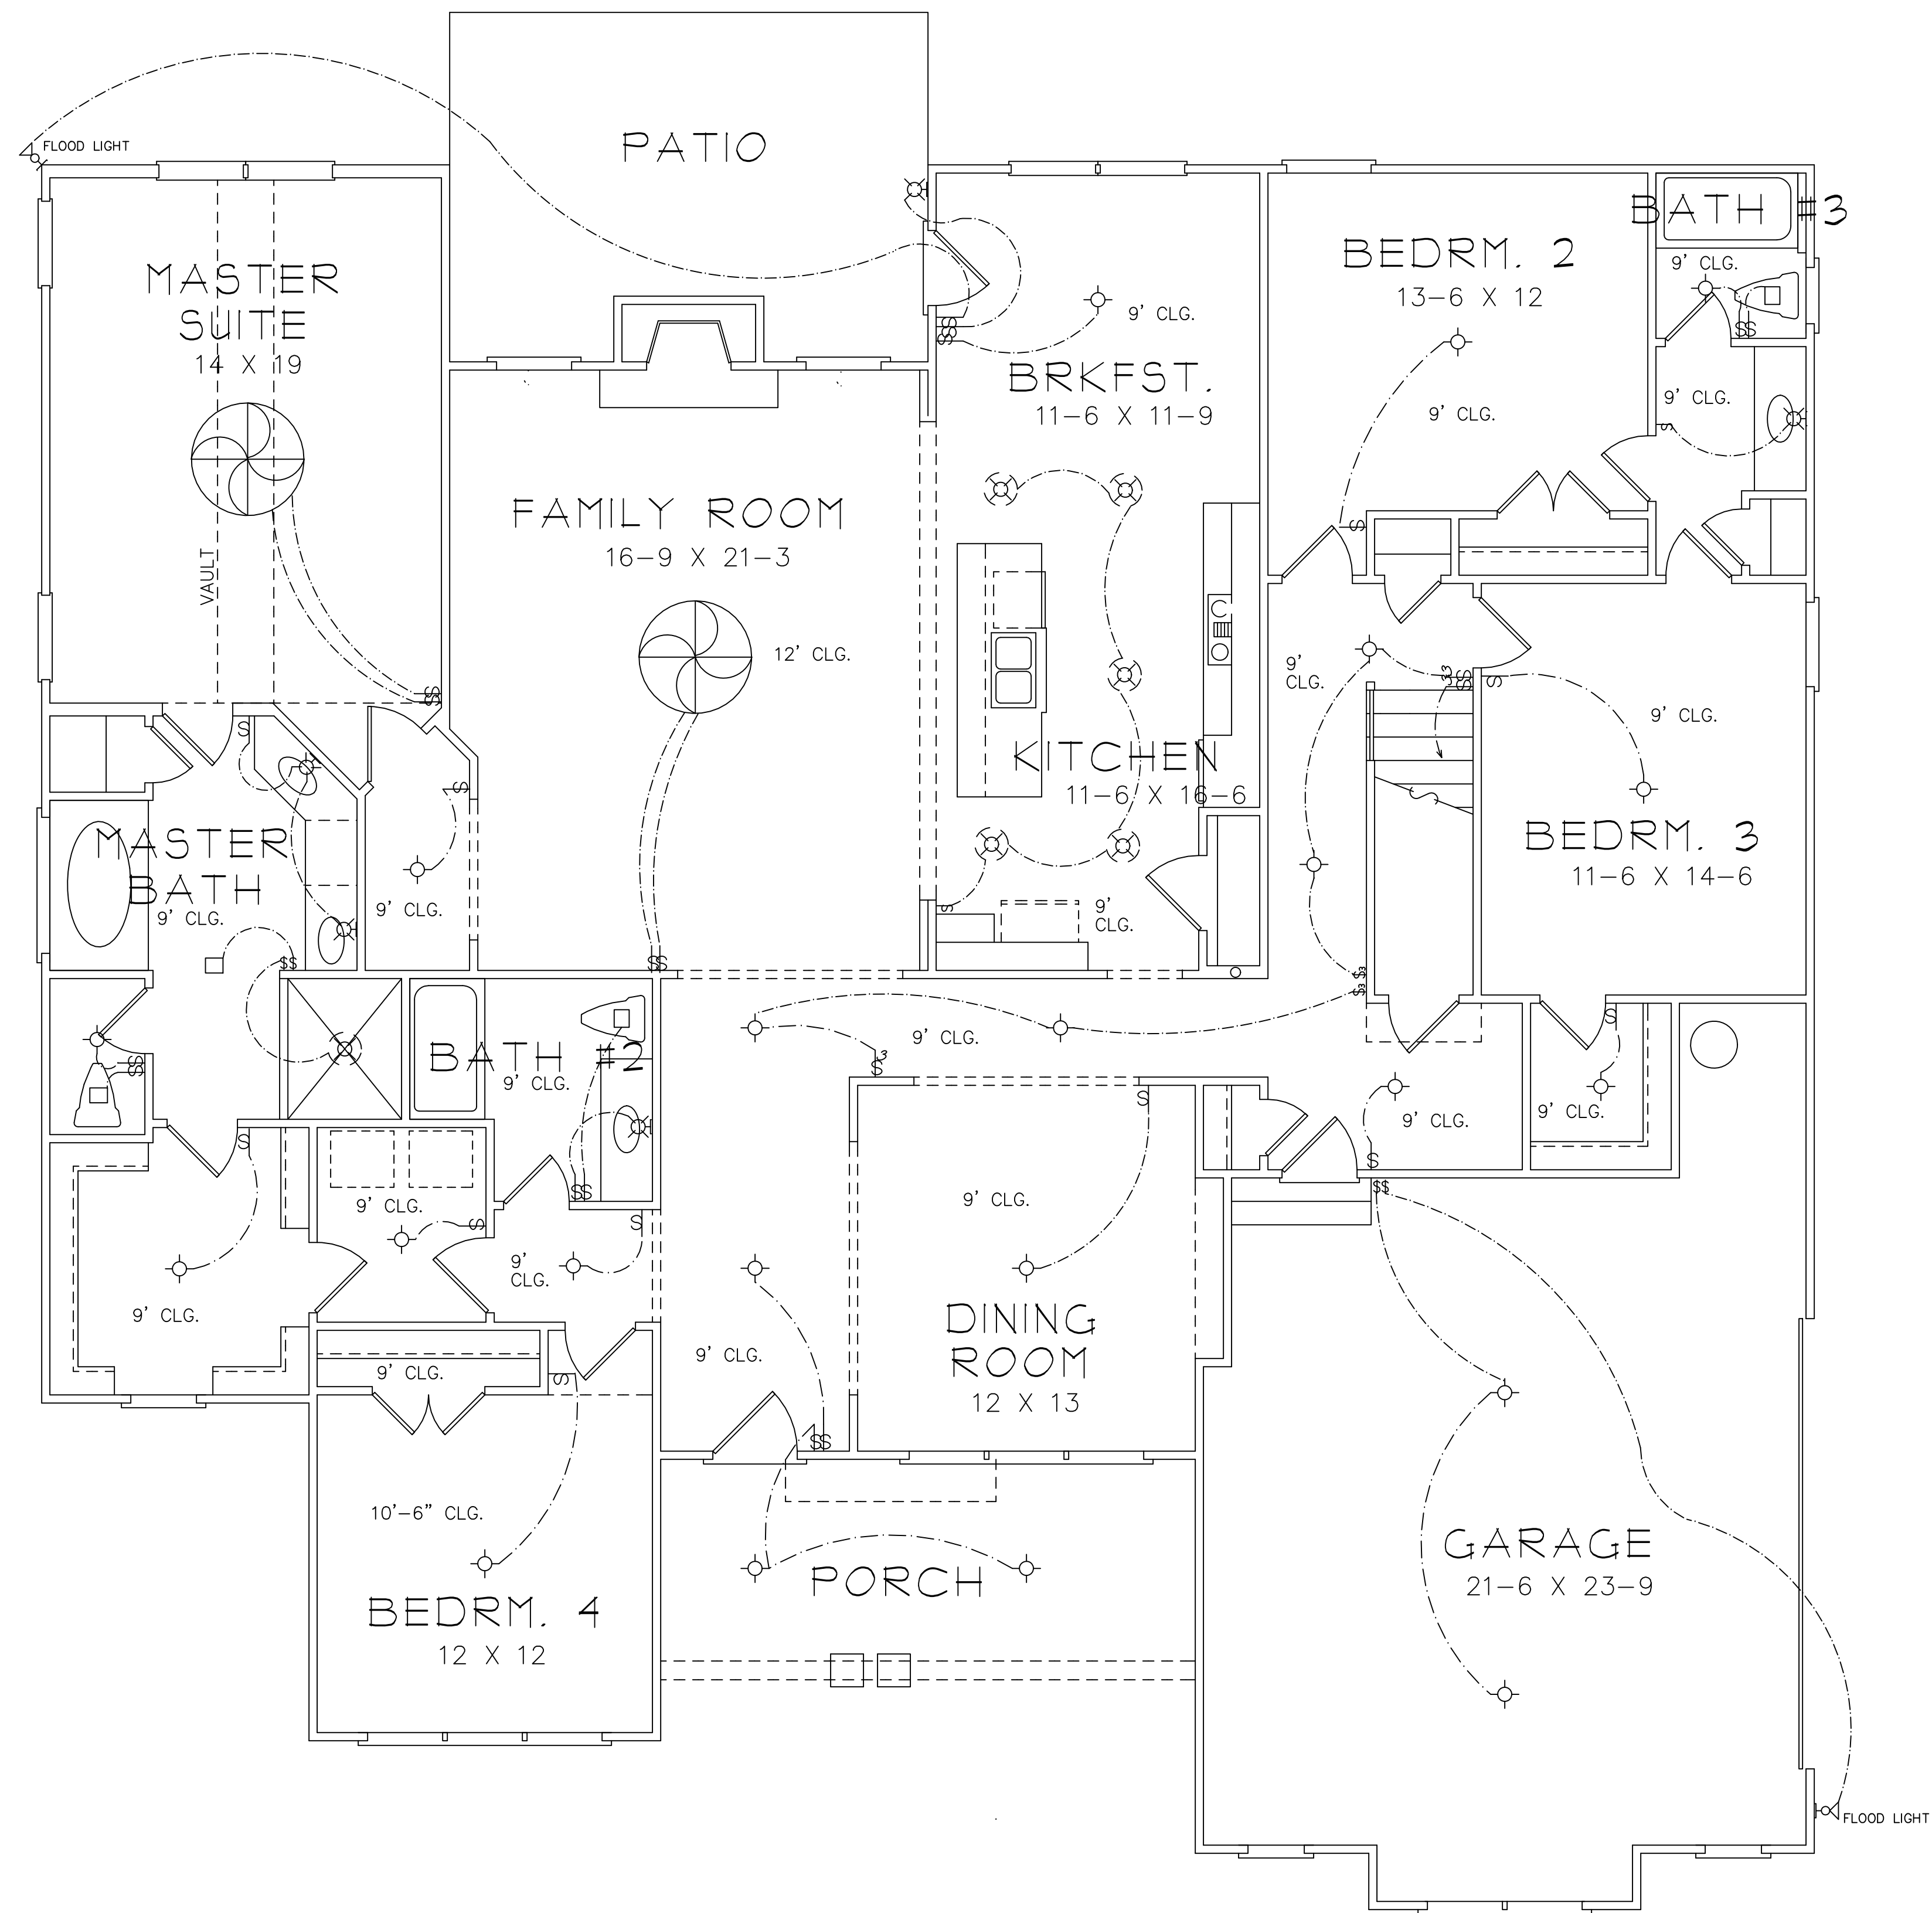 FLOOD LIGHT
PATIO
MASTER
SUITE
14 X 19
VAULT
BRKFST.
11-6 X 11-9
9' CLG.
BEDRM. 2
13-6 X 12
9' CLG.
BATH #3
9' CLG.
9' CLG.
FAMILY ROOM
16-9 X 21-3
12' CLG.
KITCHEN
11-6 X 16-6
9'
CLG.
9'
CLG.
9' CLG.
BEDRM. 3
11-6 X 14-6
MASTER
BATH
9' CLG.
9' CLG.
BATH #2
9' CLG.
9' CLG.
9' CLG.
9' CLG.
9' CLG.
9' CLG.
9'
CLG.
9' CLG.
9' CLG.
9' CLG.
DINING
ROOM
12 X 13
9' CLG.
10'-6" CLG.
BEDRM. 4
12 X 12
PORCH
GARAGE
21-6 X 23-9
FLOOD LIGHT